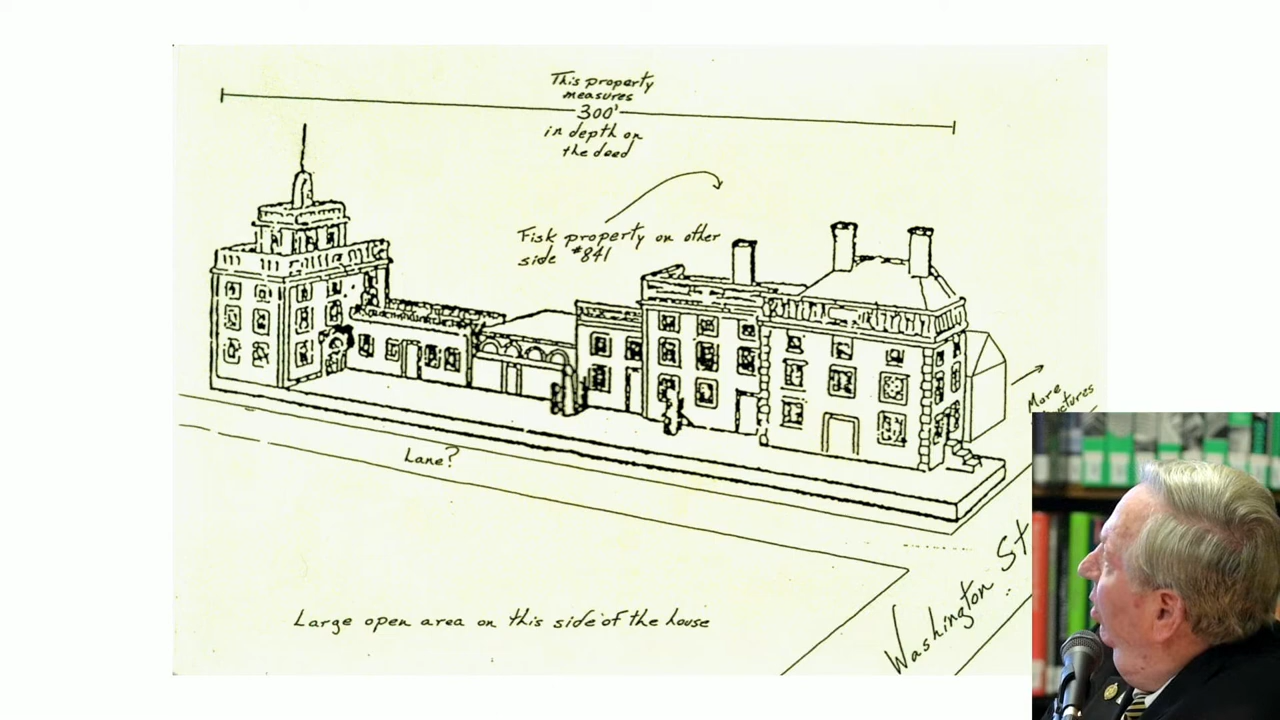 This property
measures
300'
in depth on
the deed
Fisk property on other
side #841
More
Lane?
Washington St.
Large open area on this side of the house